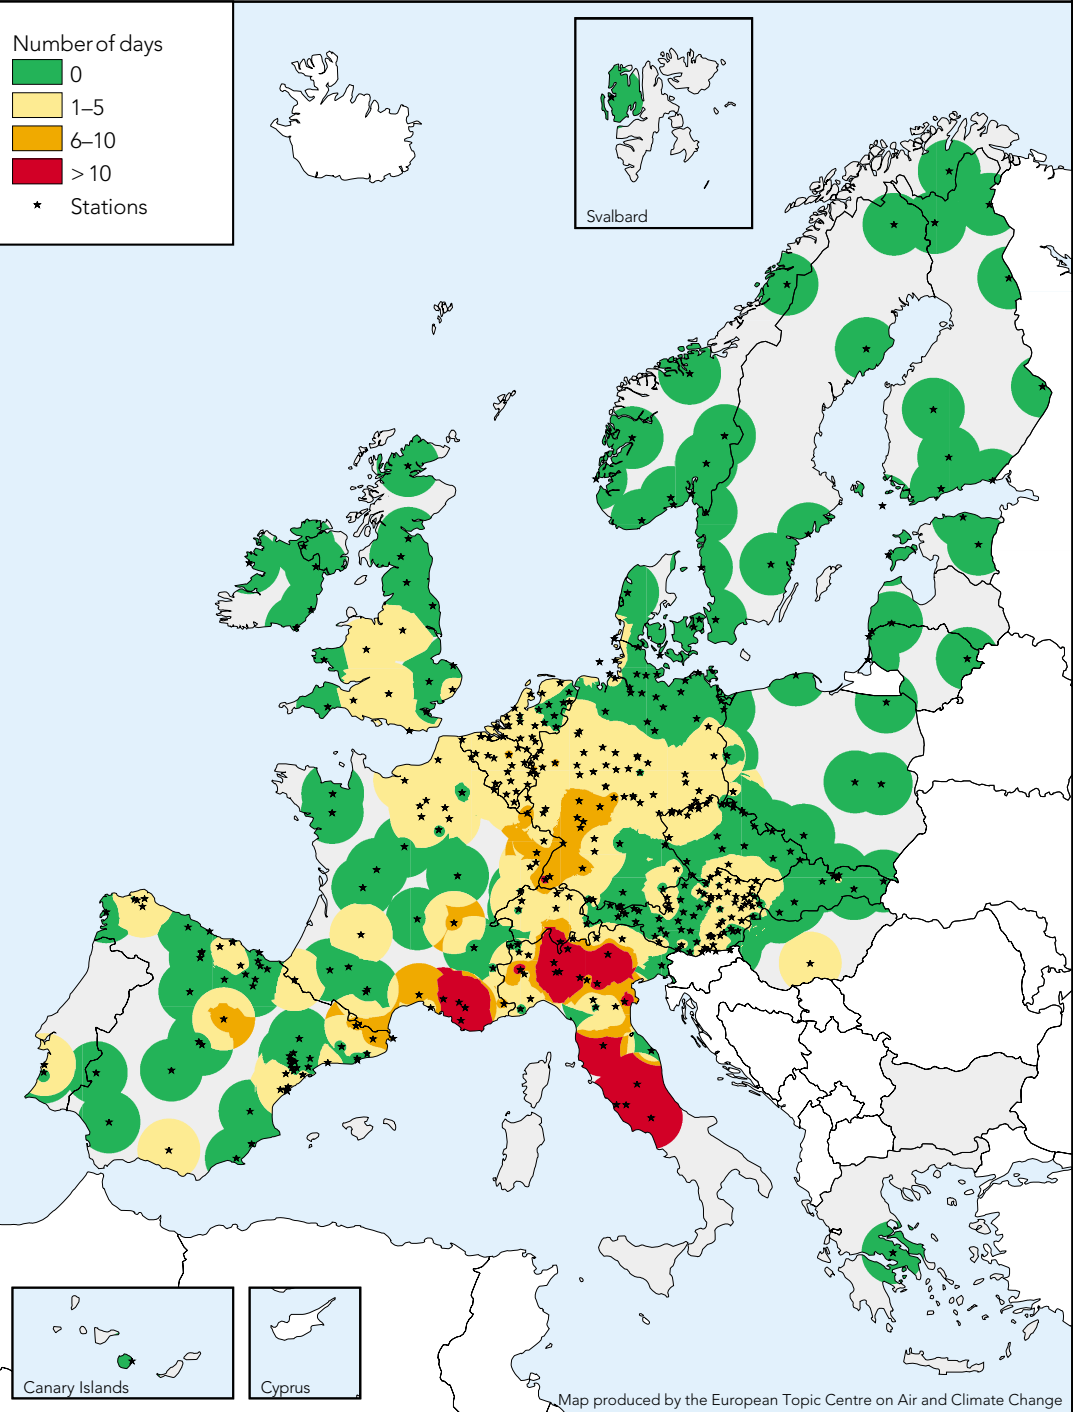 Number of days
0
1–5
6–10
> 10
Stations
Svalbard
Canary Islands
Cyprus
Map produced by the European Topic Centre on Air and Climate Change